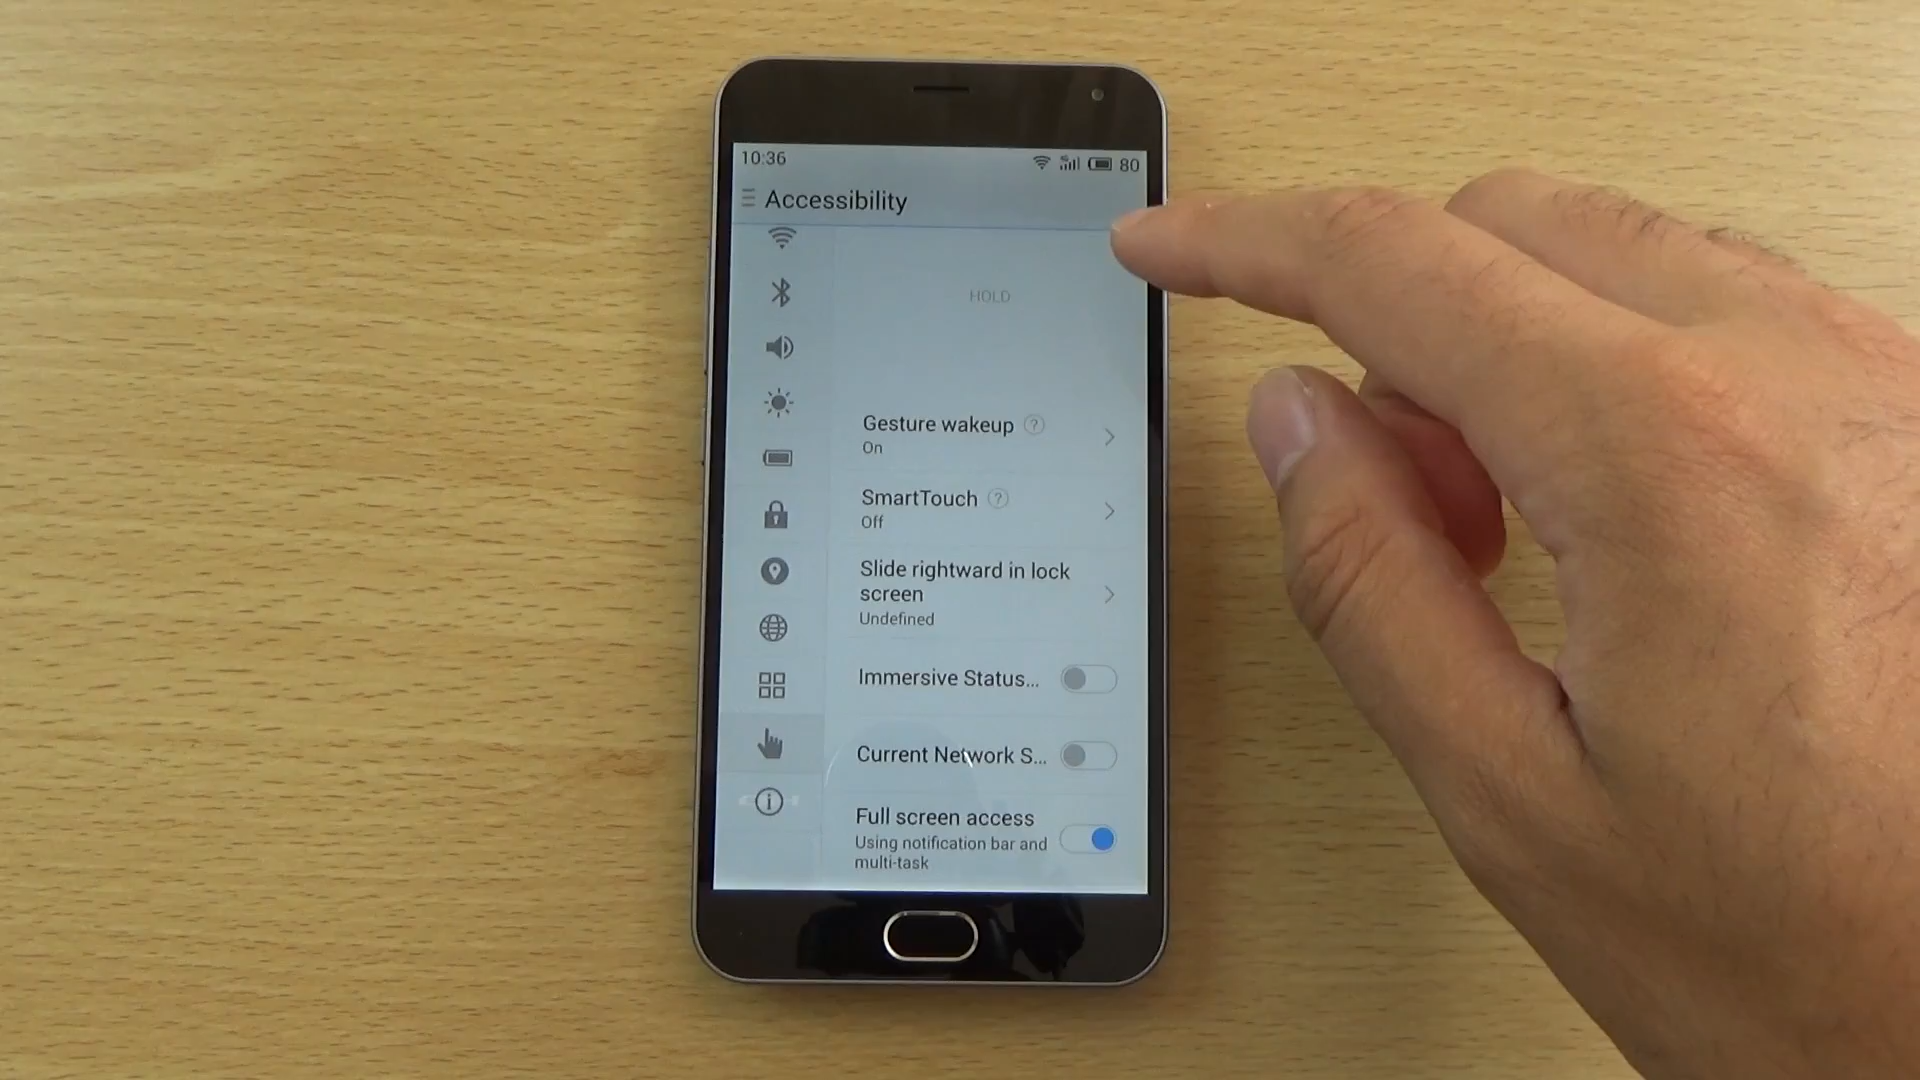 10:36
80
Accessibility
HOLD
Gesture wakeup ?
On
SmartTouch ?
Off
Slide rightward in lock
screen
Undefined
Immersive Status...
Current Network S...
Full screen access
Using notification bar and
multi-task